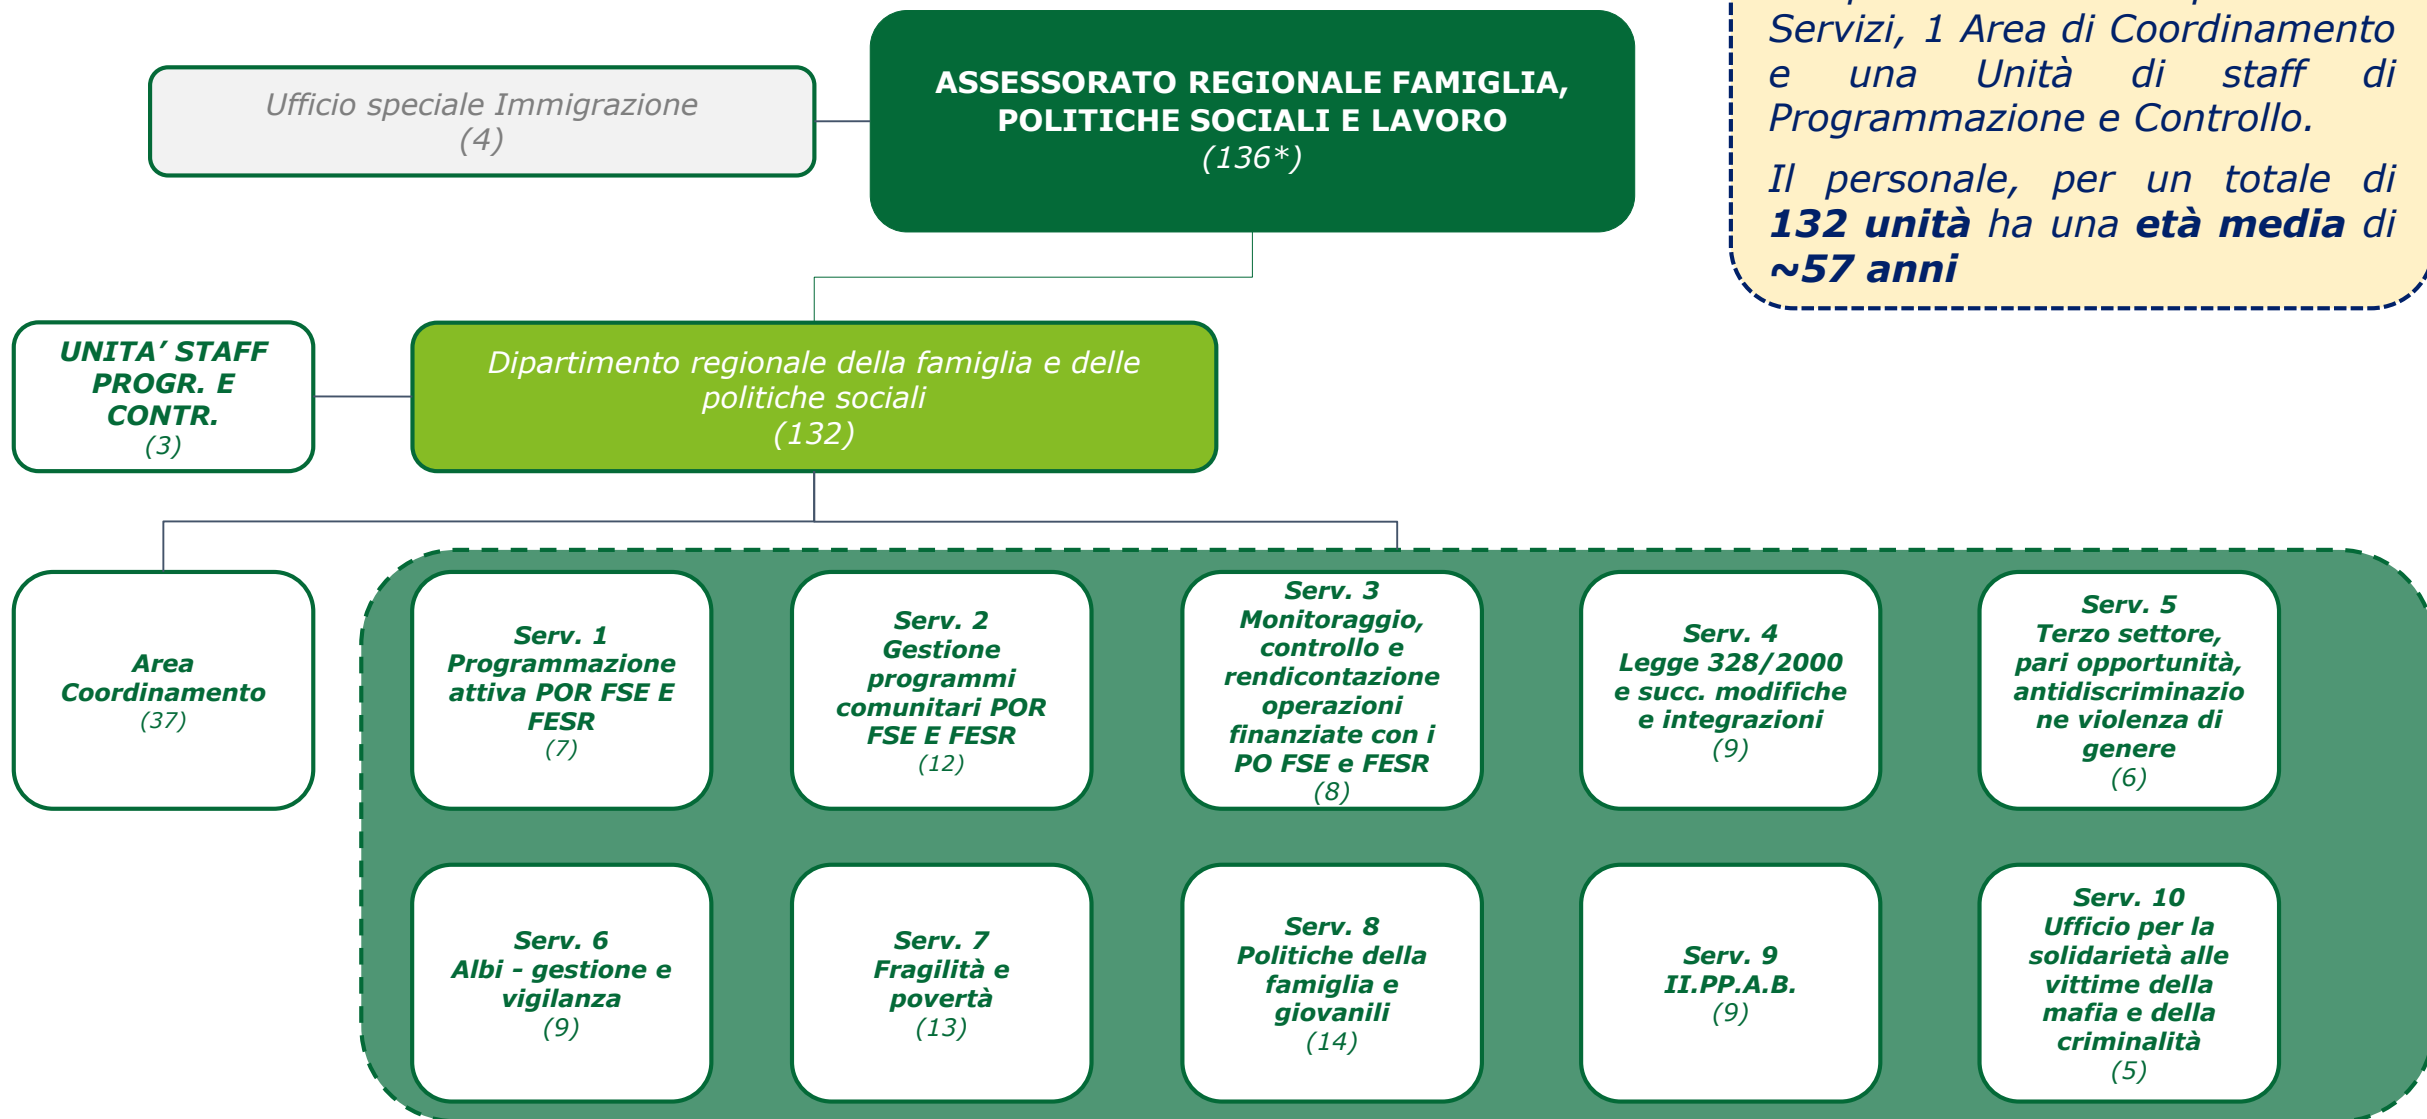 Servizi, 1 Area di Coordinamento
e una Unità di staff di
Programmazione e Controllo.
Il personale, per un totale di
132 unità ha una età media di
~57 anni
Ufficio speciale Immigrazione
(4)
ASSESSORATO REGIONALE FAMIGLIA,
POLITICHE SOCIALI E LAVORO
(136*)
UNITA’ STAFF
PROGR. E
CONTR.
(3)
Dipartimento regionale della famiglia e delle
politiche sociali
(132)
Area
Coordinamento
(37)
Serv. 1
Programmazione
attiva POR FSE E
FESR
(7)
Serv. 2
Gestione
programmi
comunitari POR
FSE E FESR
(12)
Serv. 3
Monitoraggio,
controllo e
rendicontazione
operazioni
finanziate con i
PO FSE e FESR
(8)
Serv. 4
Legge 328/2000
e succ. modifiche
e integrazioni
(9)
Serv. 5
Terzo settore,
pari opportunità,
antidiscriminazio
ne violenza di
genere
(6)
Serv. 6
Albi - gestione e
vigilanza
(9)
Serv. 7
Fragilità e
povertà
(13)
Serv. 8
Politiche della
famiglia e
giovanili
(14)
Serv. 9
II.PP.A.B.
(9)
Serv. 10
Ufficio per la
solidarietà alle
vittime della
mafia e della
criminalità
(5)